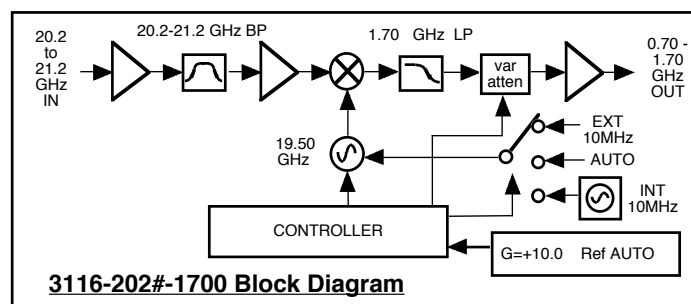 20.2
to
21.2
GHz
IN
20.2-21.2 GHz BP
1.70 GHz LP
var
atten
0.70 -
1.70
GHz
OUT
19.50
GHz
EXT
10MHz
AUTO
INT
10MHz
CONTROLLER
G=+10.0 Ref AUTO
3116-202#-1700 Block Diagram